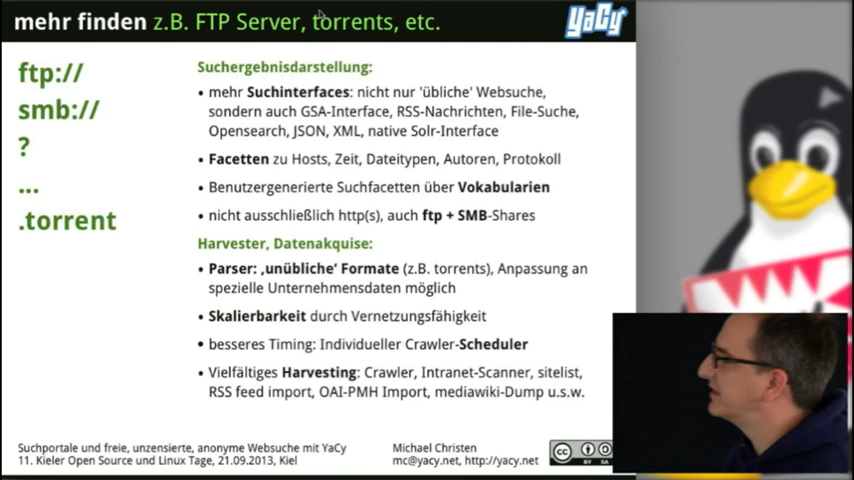 mehr finden z.B. FTP Server, torrents, etc.
YaCy
ftp://
smb://
?
...
.torrent
Suchergebnisdarstellung:
• mehr Suchinterfaces: nicht nur 'übliche' Websuche,
sondern auch GSA-Interface, RSS-Nachrichten, File-Suche,
Opensearch, JSON, XML, native Solr-Interface
• Facetten zu Hosts, Zeit, Dateitypen, Autoren, Protokoll
• Benutzergenerierte Suchfacetten über Vokabularien
• nicht ausschließlich http(s), auch ftp + SMB-Shares
Harvester, Datenakquise:
• Parser: ‚unübliche' Formate (z.B. torrents), Anpassung an
spezielle Unternehmensdaten möglich
• Skalierbarkeit durch Vernetzungsfähigkeit
• besseres Timing: Individueller Crawler-Scheduler
• Vielfältiges Harvesting: Crawler, Intranet-Scanner, sitelist,
RSS feed import, OAI-PMH Import, mediawiki-Dump u.s.w.
Suchportale und freie, unzensierte, anonyme Websuche mit YaCy
11. Kieler Open Source und Linux Tage, 21.09.2013, Kiel
Michael Christen
mc@yacy.net, http://yacy.net
cc
BY SA